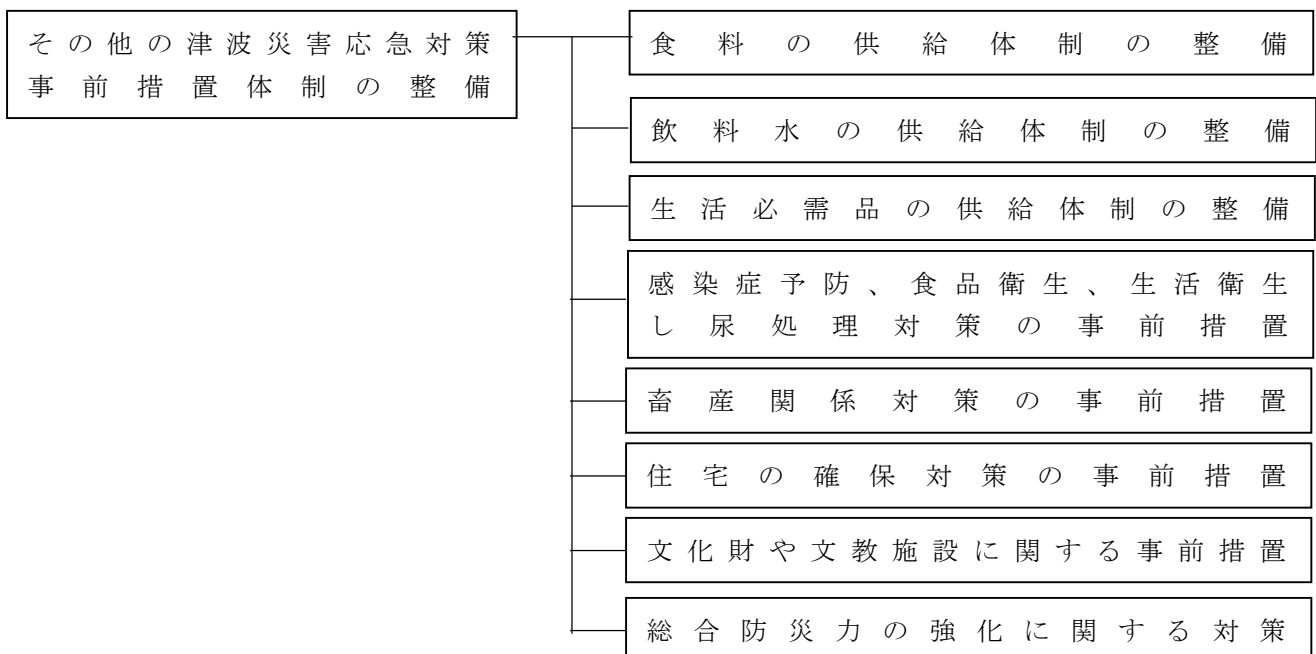 その他の津波災害応急対策
事前措置体制の整備
食料の供給体制の整備
飲料水の供給体制の整備
生活必需品の供給体制の整備
感染症予防、食品衛生、生活衛生
し尿処理対策の事前措置
畜産関係対策の事前措置
住宅の確保対策の事前措置
文化財や文教施設に関する事前措置
総合防災力の強化に関する対策